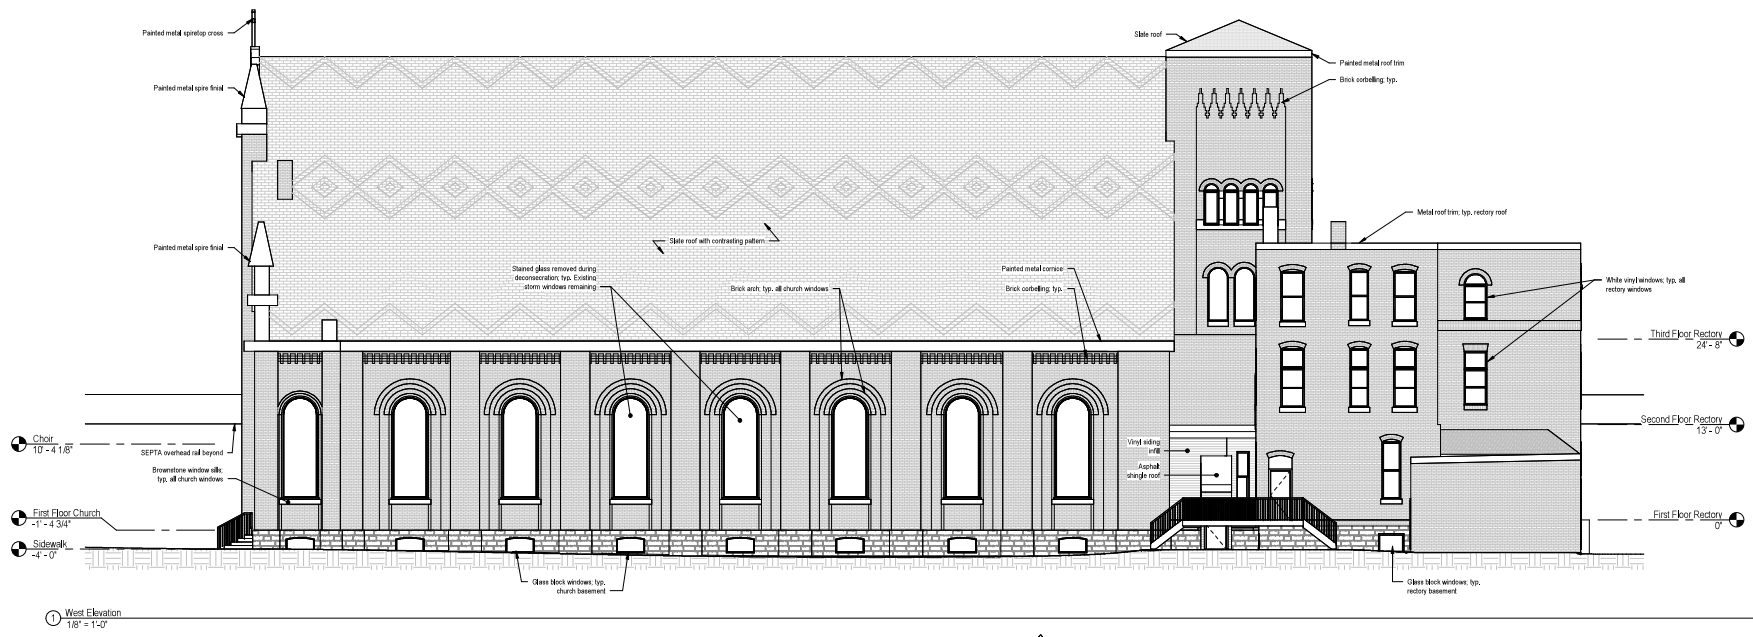 Painted metal spiretop cross
Slate roof
Painted metal roof trim
Brick corbelling; typ.
Painted metal spire finial
Metal roof trim; typ. rectory roof
Slate roof with contrasting pattern
Painted metal spire finial
Stained glass removed during
deconsecration; typ. Existing
storm windows remaining
Brick arch; typ. all church windows
Painted metal cornice
Brick corbelling; typ.
White vinyl windows; typ. all
rectory windows
Third Floor Rectory
24' - 8"
Second Floor Rectory
13' - 0"
Choir
10' - 4 1/8"
SEPTA overhead rail beyond
Brownstone window sills;
typ. all church windows
Vinyl siding
infill
Asphalt
shingle roof
First Floor Church
-1' - 4 3/4"
First Floor Rectory
0"
Sidewalk
-4' - 0"
Glass block windows; typ.
church basement
Glass block windows; typ.
rectory basement
1
West Elevation
1/8" = 1'-0"